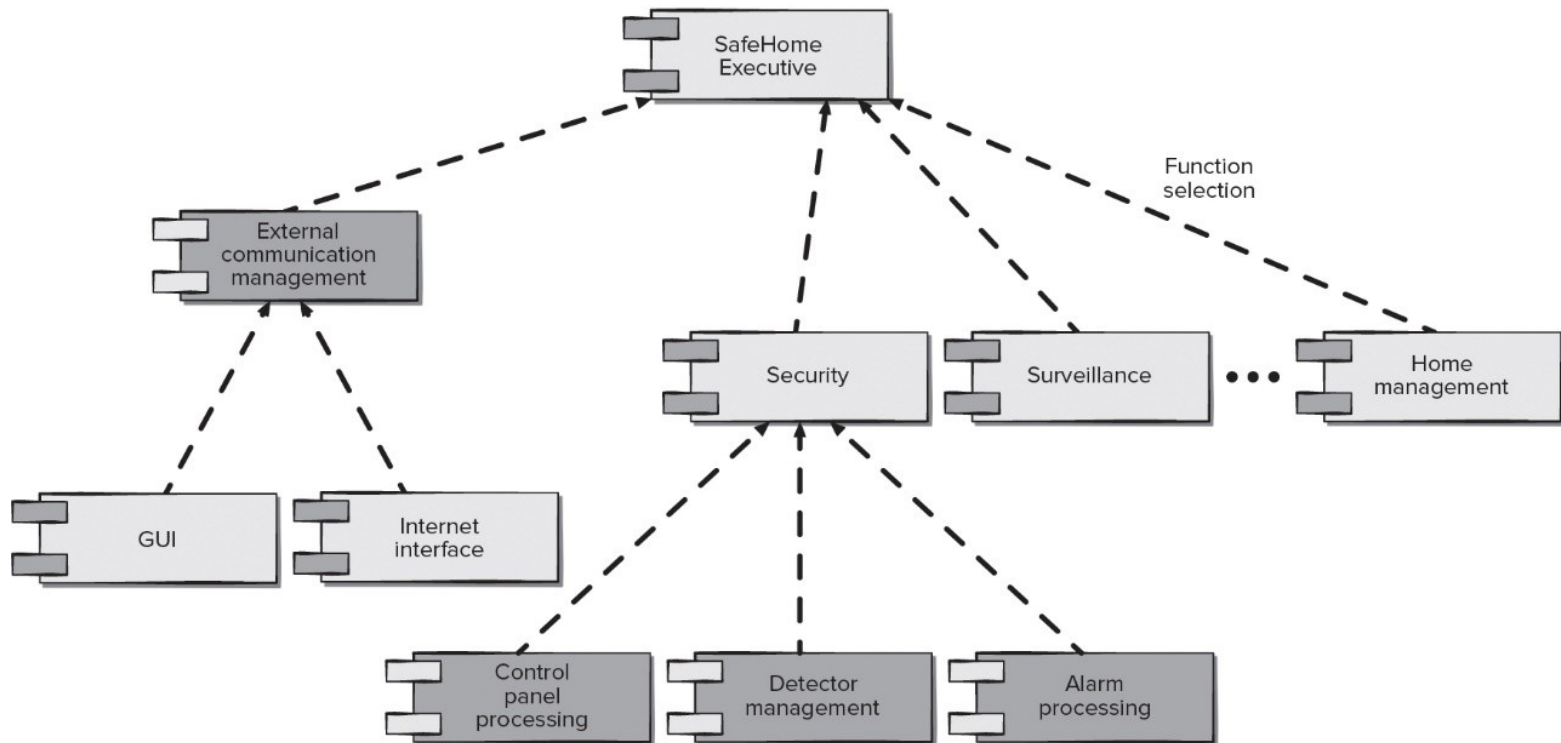 SafeHome
Executive
Function
selection
External
communication
management
Security
Surveillance
Home
management
GUI
Internet
interface
Control
panel
processing
Detector
management
Alarm
processing